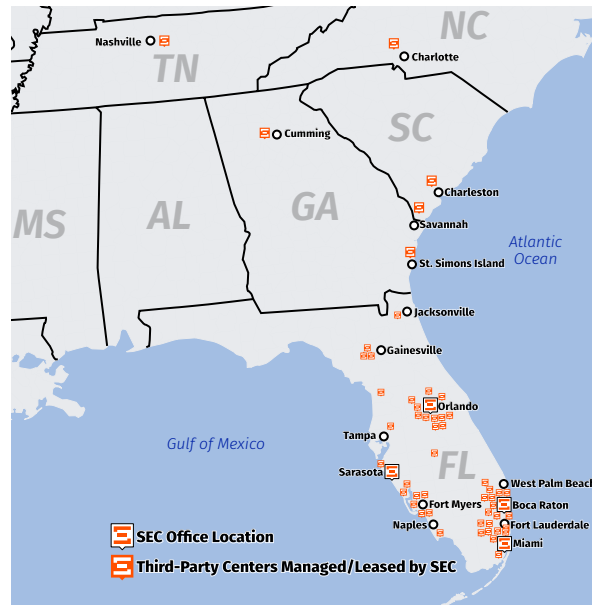 NC
Nashville
TN
Charlotte
Cumming
SC
Charleston
MS
AL
GA
Savannah
Atlantic
Ocean
St. Simons Island
Jacksonville
Gainesville
Orlando
Tampa
Gulf of Mexico
FL
Sarasota
West Palm Beach
Fort Myers
Boca Raton
Naples
Fort Lauderdale
SEC Office Location
Miami
Third-Party Centers Managed/Leased by SEC